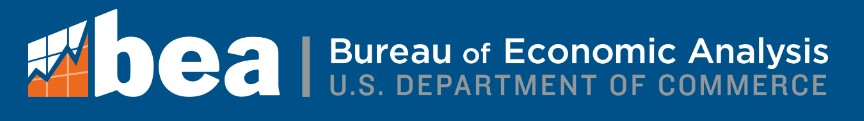 bea
Bureau of Economic Analysis
U.S. DEPARTMENT OF COMMERCE